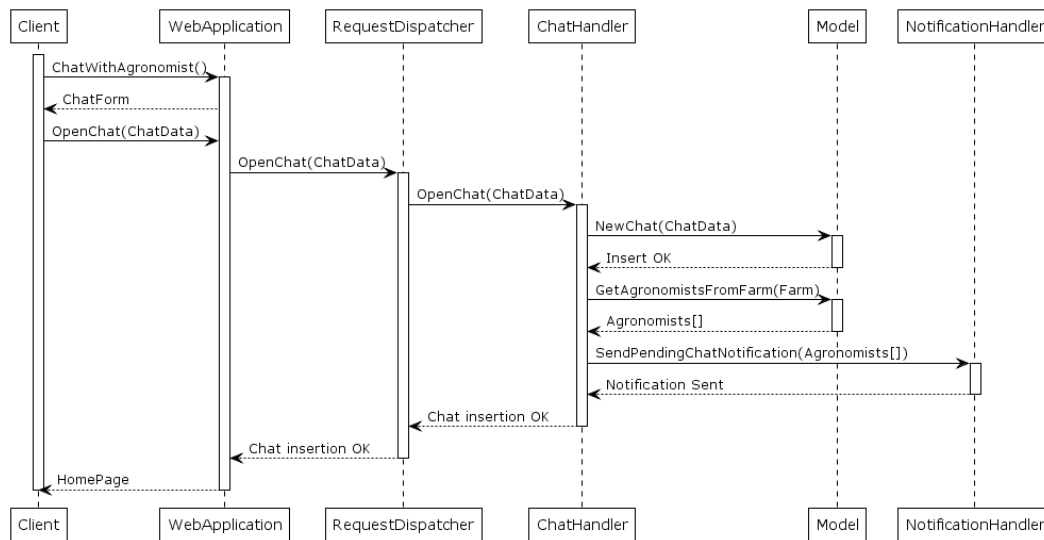 Client WebApplication RequestDispatcher ChatHandler Model NotificationHandler
ChatWithAgronomist()
ChatForm
OpenChat(ChatData)
OpenChat(ChatData)
OpenChat(ChatData)
NewChat(ChatData)
Insert OK
GetAgronomistsFromFarm(Farm)
Agronomists[]
SendPendingChatNotification(Agronomists[])
Notification Sent
Chat insertion OK
Chat insertion OK
HomePage
Client WebApplication RequestDispatcher ChatHandler Model NotificationHandler